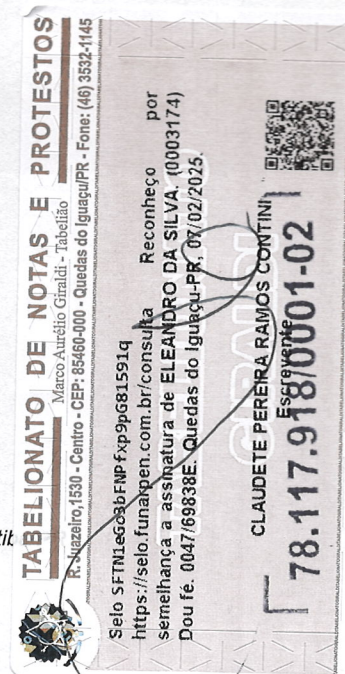 TABELIONATO DE NOTAS E PROTESTOS
Marco Aurélio Giraldi - Tabelião
R. Juazeiro,1530 - Centro - CEP: 85460-000 - Quedas do Iguaçu/PR - Fone: (46) 3532-1145
https://selo.funarpen.com.br/consulta Reconheço por
semelhança a assinatura de ELEANDRO DA SILVA. (0003174)
Dou fé. 0047/69838E. Quedas do Iguaçu-PR, 07/02/2025.
CLAUDETE PEREIRA RAMOS CONTINI
Escrevente
78.117.918/0001-02